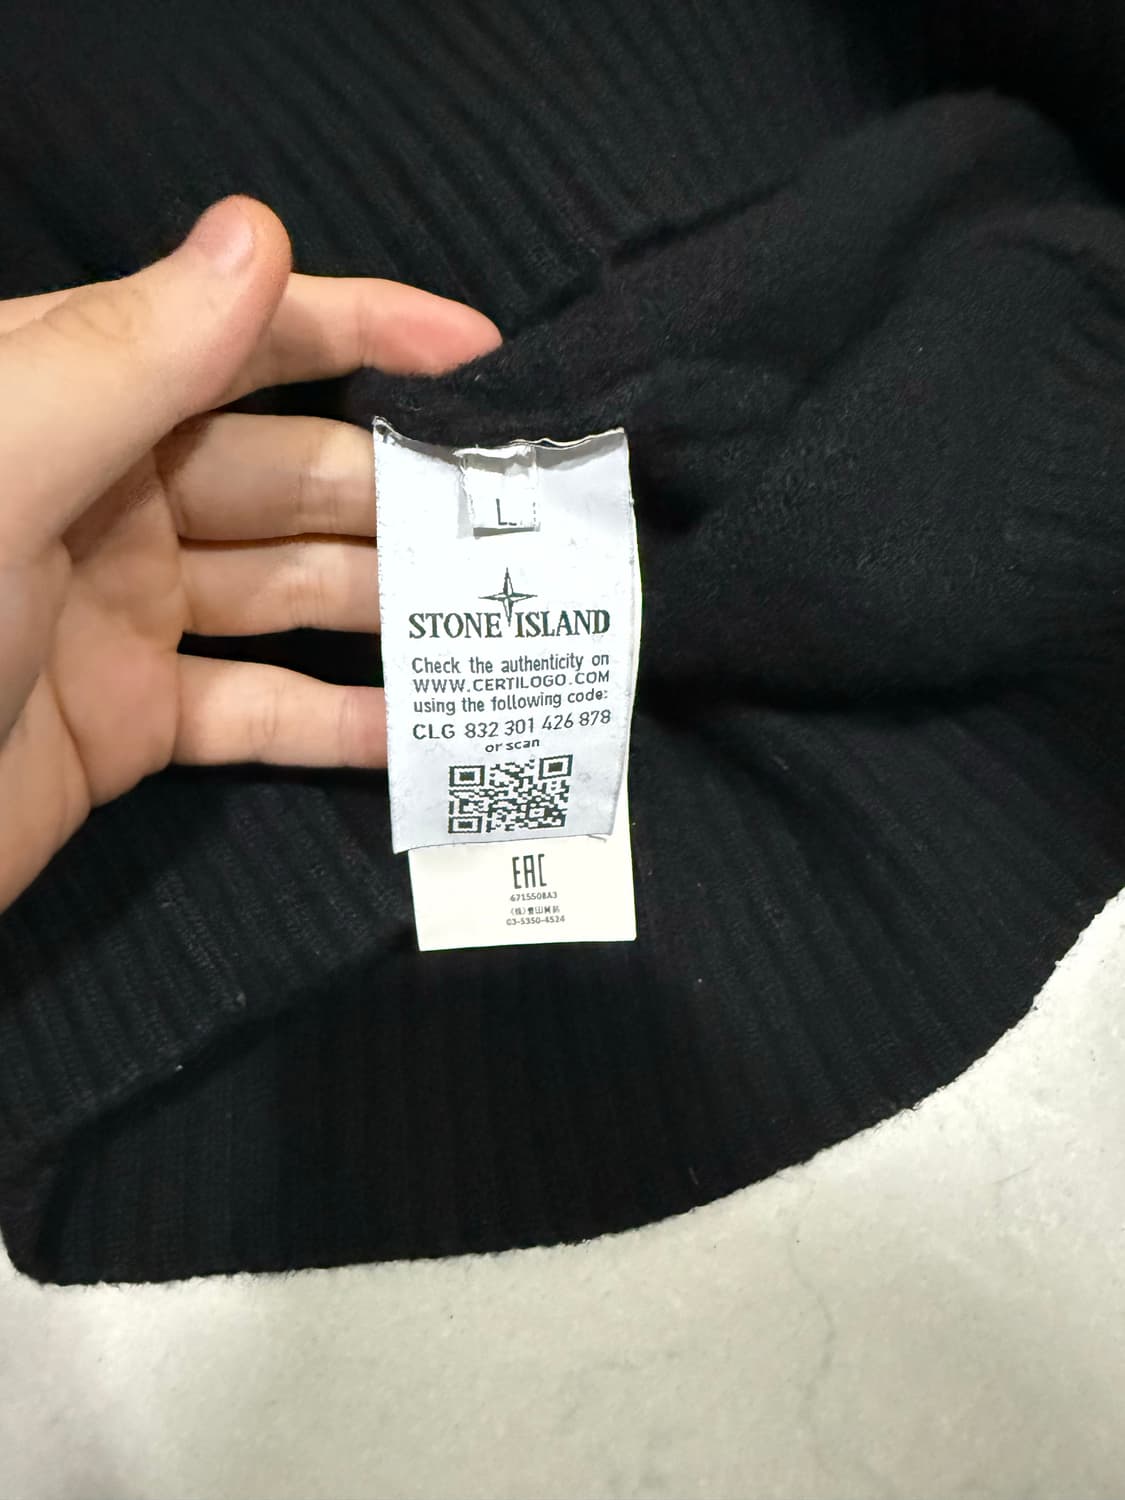 L
STONE ISLAND
Check the authenticity on
WWW.CERTILOGO.COM
using the following code:
CLG 832 301 426 878
or scan
EAC
671550BA3
03-5350-4524